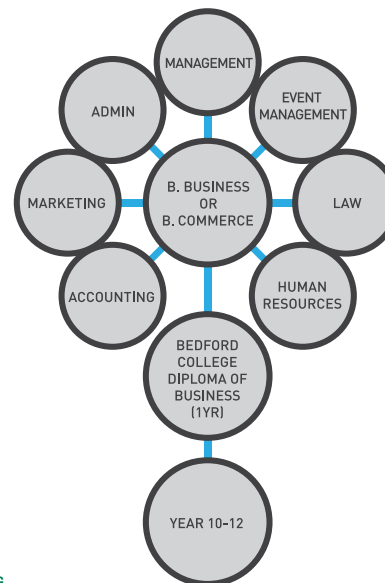 MANAGEMENT
ADMIN
EVENT
MANAGEMENT
MARKETING
B. BUSINESS
OR
B. COMMERCE
LAW
ACCOUNTING
HUMAN
RESOURCES
BEDFORD
COLLEGE
DIPLOMA OF
BUSINESS
(1YR)
YEAR 10-12